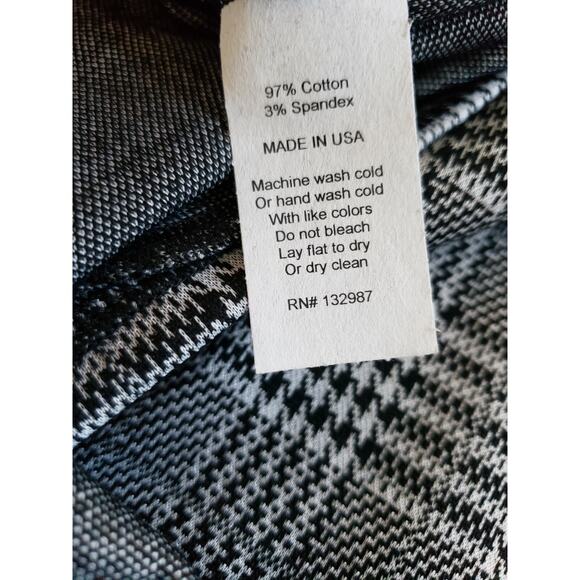 97% Cotton
3% Spandex
MADE IN USA
Machine wash cold
Or hand wash cold
With like colors
Do not bleach
Lay flat to dry
Or dry clean
RN# 132987